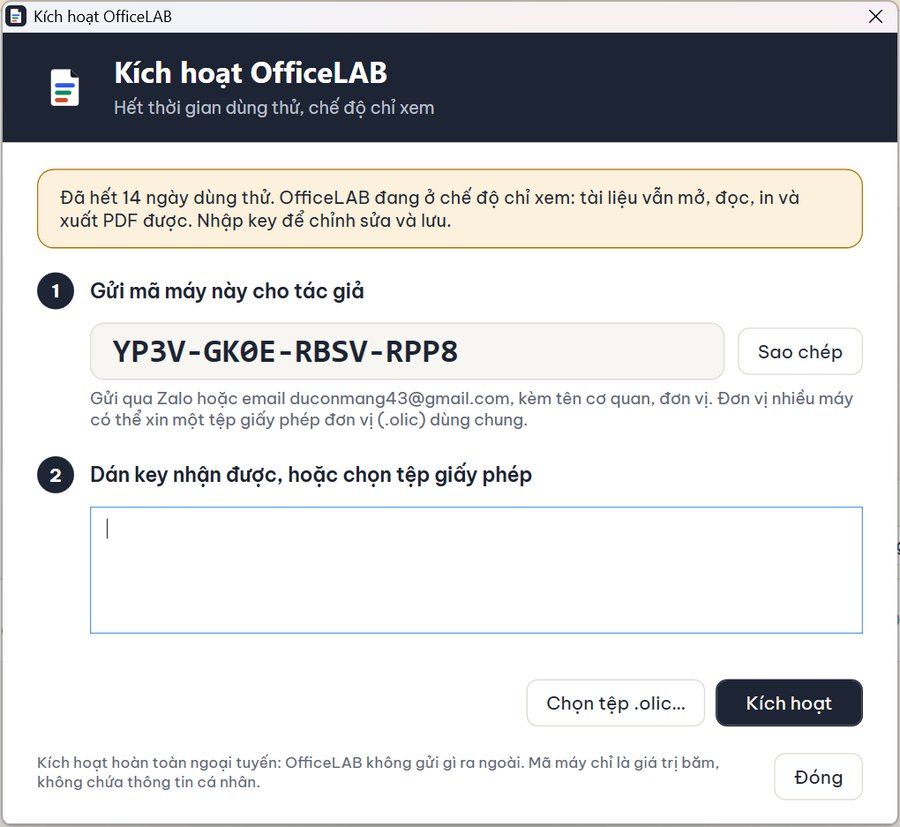 Kích hoạt OfficeLAB
Kích hoạt OfficeLAB
Hết thời gian dùng thử, chế độ chỉ xem
Đã hết 14 ngày dùng thử. OfficeLAB đang ở chế độ chỉ xem: tài liệu vẫn mở, đọc, in và
xuất PDF được. Nhập key để chỉnh sửa và lưu.
1 Gửi mã máy này cho tác giả
YP3V-GK0E-RBSV-RPP8
Sao chép
Gửi qua Zalo hoặc email duconmang43@gmail.com, kèm tên cơ quan, đơn vị. Đơn vị nhiều máy
có thể xin một tệp giấy phép đơn vị (.olic) dùng chung.
2 Dán key nhận được, hoặc chọn tệp giấy phép
Chọn tệp .olic...
Kích hoạt
Kích hoạt hoàn toàn ngoại tuyến: OfficeLAB không gửi gì ra ngoài. Mã máy chỉ là giá trị băm,
không chứa thông tin cá nhân.
Đóng